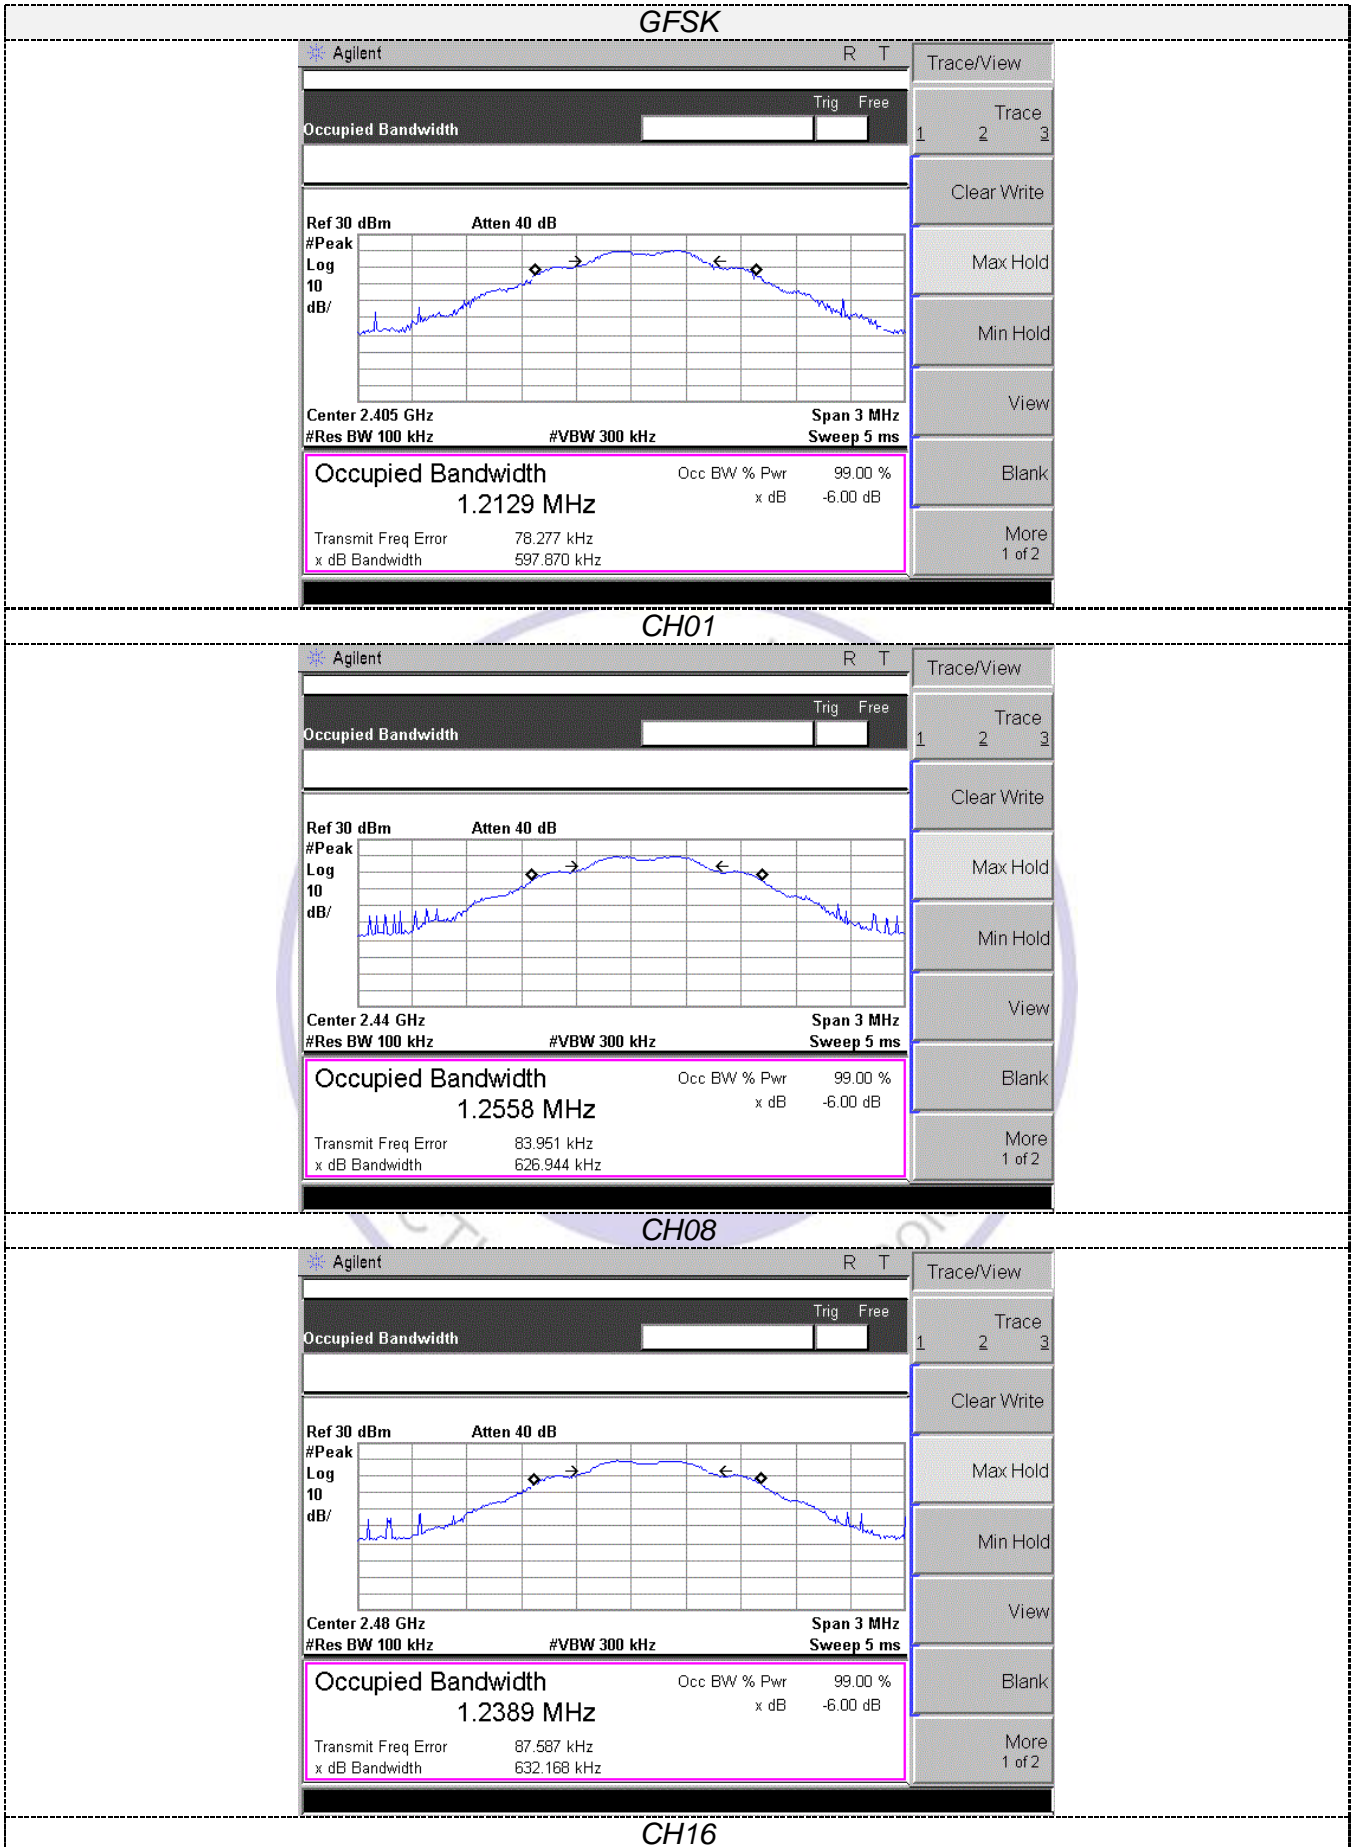 GFSK
Agilent R T Trace/View
Trig Free
Occupied Bandwidth
Trace
1 2 3
Clear Write
Ref 30 dBm Atten 40 dB
#Peak
Log
10
dB/
Max Hold
Min Hold
View
Center 2.405 GHz Span 3 MHz
#Res BW 100 kHz #VBW 300 kHz Sweep 5 ms
Occupied Bandwidth Occ BW % Pwr 99.00 %
1.2129 MHz x dB -6.00 dB
Blank
Transmit Freq Error 78.277 kHz
x dB Bandwidth 597.870 kHz
More
1 of 2
CH01
Agilent R T Trace/View
Trig Free
Occupied Bandwidth
Trace
1 2 3
Clear Write
Ref 30 dBm Atten 40 dB
#Peak
Log
10
dB/
Max Hold
Min Hold
View
Center 2.44 GHz Span 3 MHz
#Res BW 100 kHz #VBW 300 kHz Sweep 5 ms
Occupied Bandwidth Occ BW % Pwr 99.00 %
1.2558 MHz x dB -6.00 dB
Blank
Transmit Freq Error 83.951 kHz
x dB Bandwidth 626.944 kHz
More
1 of 2
CH08
Agilent R T Trace/View
Trig Free
Occupied Bandwidth
Trace
1 2 3
Clear Write
Ref 30 dBm Atten 40 dB
#Peak
Log
10
dB/
Max Hold
Min Hold
View
Center 2.48 GHz Span 3 MHz
#Res BW 100 kHz #VBW 300 kHz Sweep 5 ms
Occupied Bandwidth Occ BW % Pwr 99.00 %
1.2389 MHz x dB -6.00 dB
Blank
Transmit Freq Error 87.587 kHz
x dB Bandwidth 632.168 kHz
More
1 of 2
CH16